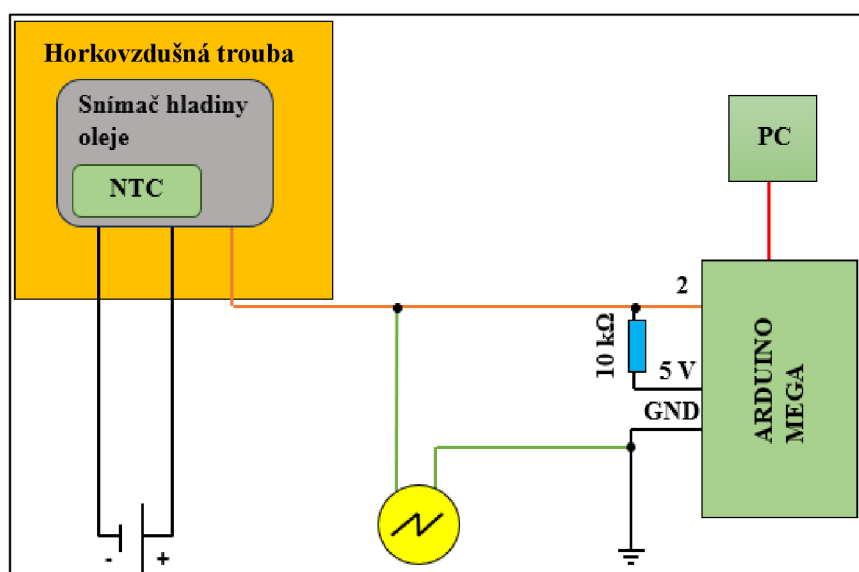 Horkovzdušná trouba
Snímač hladiny
oleje
NTC
PC
2
10 kΩ
5 V
GND
ARDUINO
MEGA
- +